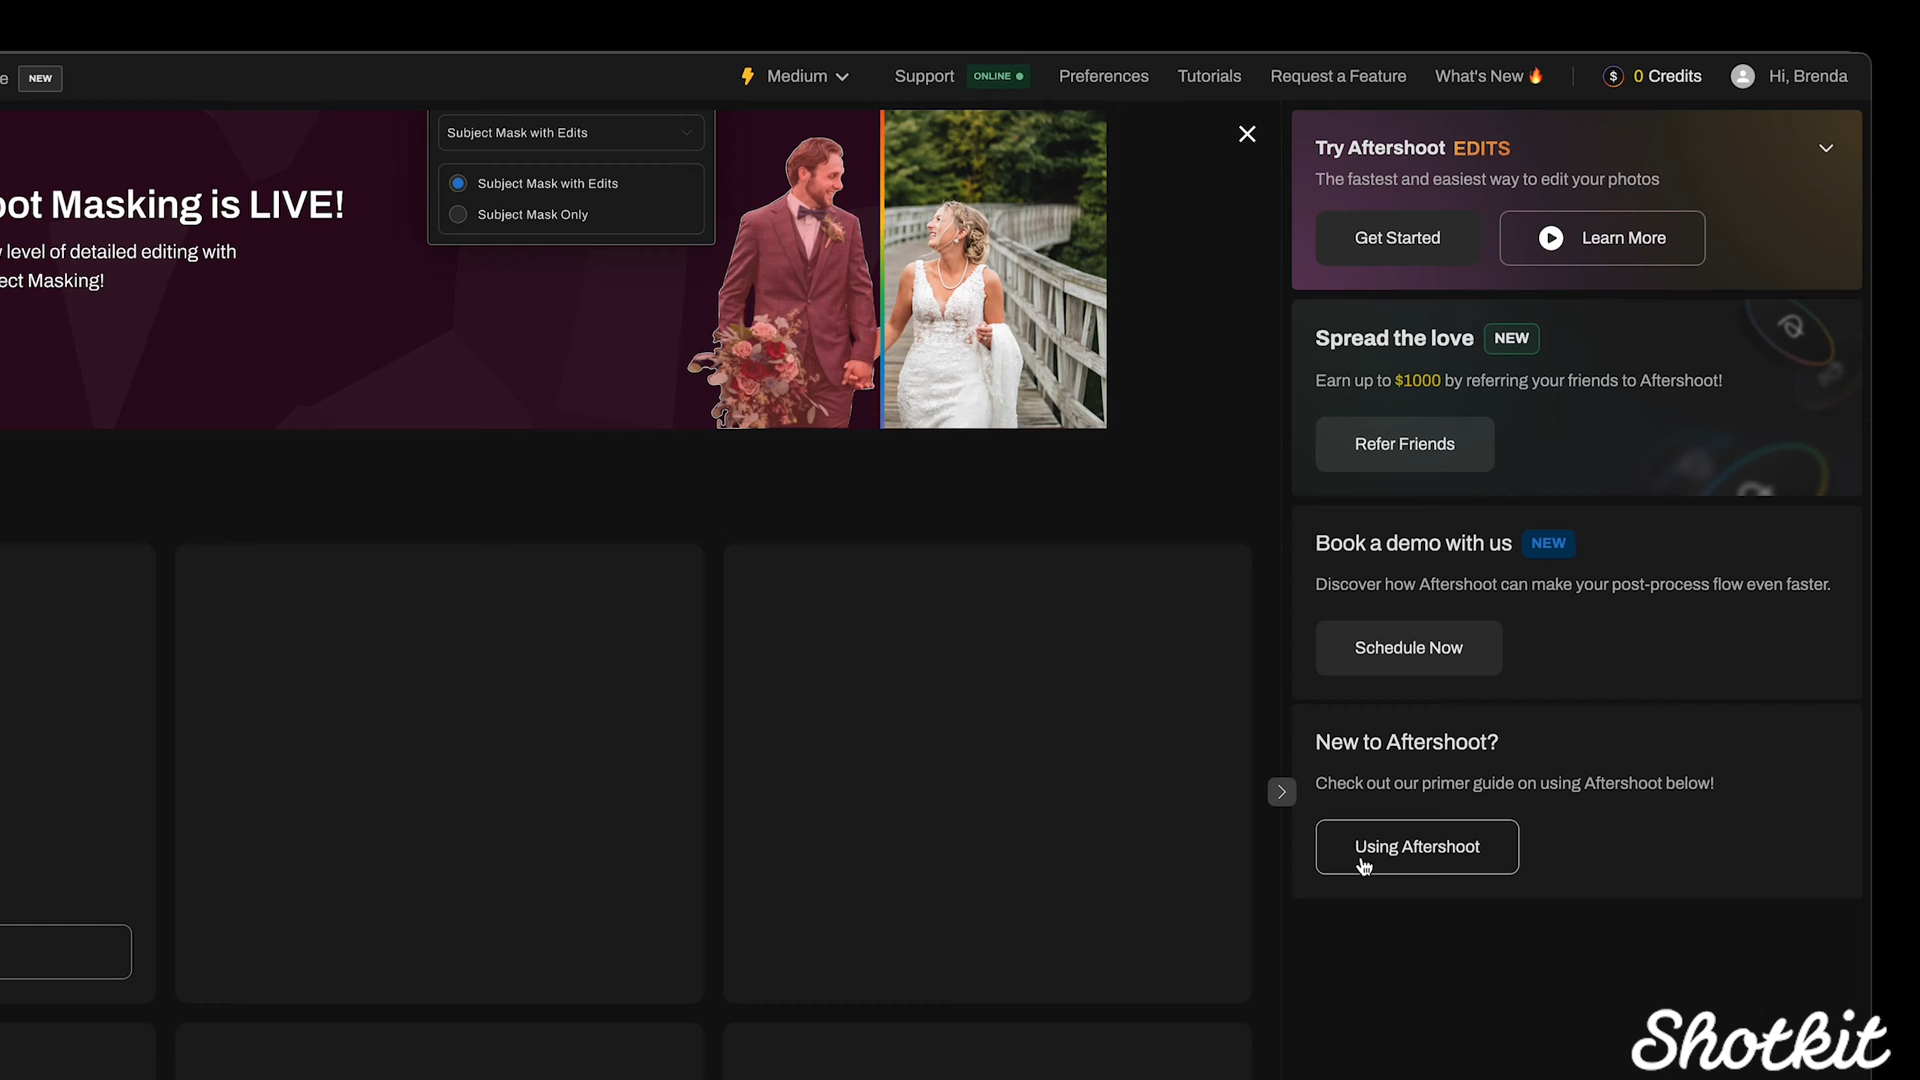 e NEW
Medium
Support ONLINE
Preferences
Tutorials
Request a Feature
What's New
$ 0 Credits
Hi, Brenda
oot Masking is LIVE!
level of detailed editing with
ect Masking!
Subject Mask with Edits
Subject Mask with Edits
Subject Mask Only
Try Aftershoot EDITS
The fastest and easiest way to edit your photos
Get Started
Learn More
Spread the love NEW
Earn up to $1000 by referring your friends to Aftershoot!
Refer Friends
Book a demo with us NEW
Discover how Aftershoot can make your post-process flow even faster.
Schedule Now
New to Aftershoot?
Check out our primer guide on using Aftershoot below!
Using Aftershoot
Shotkit